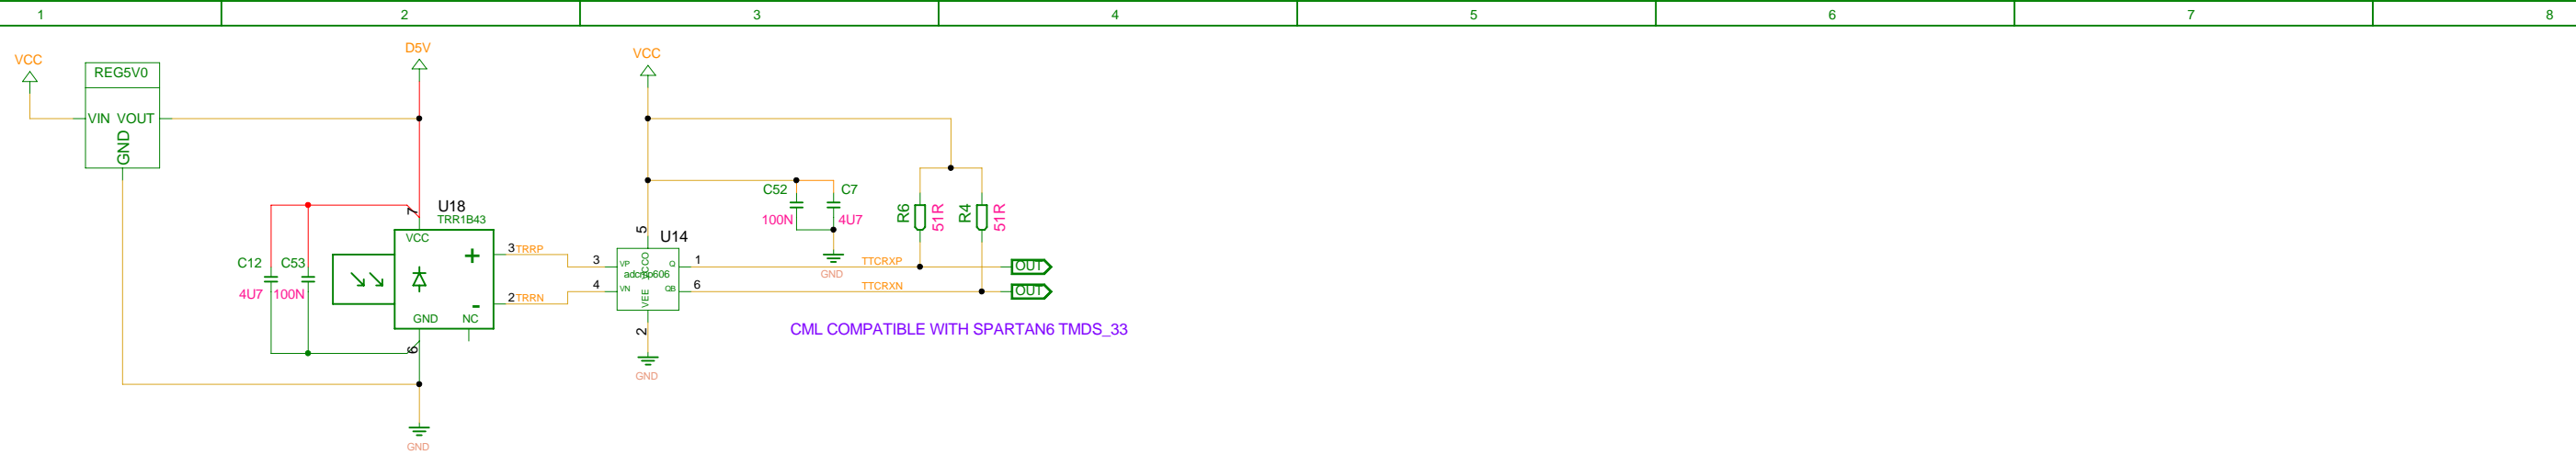 1
2
3
4
5
6
7
8
VCC
D5V
VCC
REG5V0
VIN VOUT
GND
C52
C7
100N
4U7
R6
51R
R4
51R
7
U18
TRR1B43
VCC
+
3 TRRP
5
U14
3
VP
VCCO
Q
1
TTCRXP
OUT
adcmp606
GND
C12
C53
4U7
100N
2 TRRN
-
4
VN
VEE
QB
6
TTCRXN
OUT
GND
NC
6
2
CML COMPATIBLE WITH SPARTAN6 TMDS_33
GND
GND